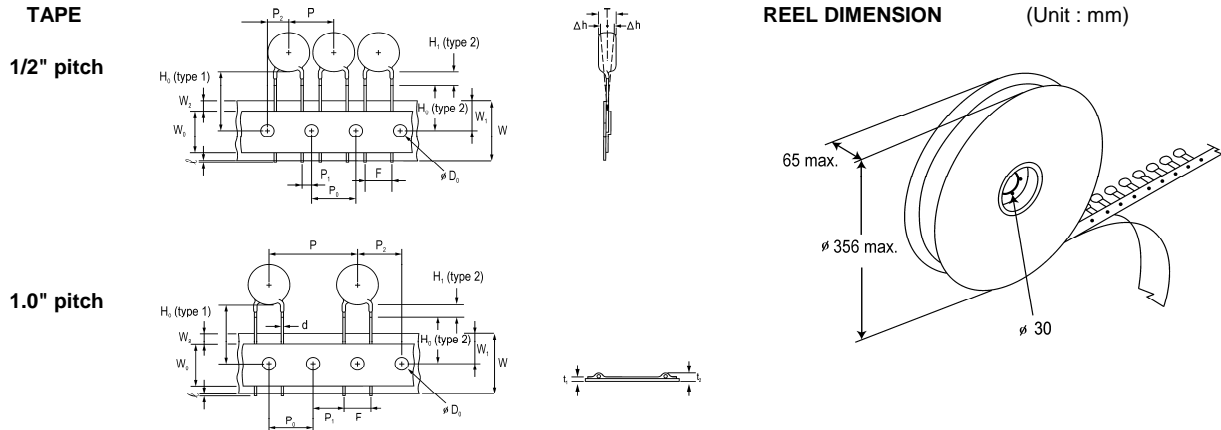 TAPE
REEL DIMENSION (Unit : mm)
1/2" pitch
P₂ P
H₁ (type 2)
H₀ (type 1)
H₀ (type 2)
W₂
W₀
W₁ W
P₁ F
P₀
ø D₀
T
Δh Δh
65 max.
ø 356 max.
ø 30
1.0" pitch
P P₂
H₁ (type 2)
H₀ (type 1)
d
H₀ (type 2)
W₀
W₁ W
P₀ P₁ F
ø D₀
t₁ t₂